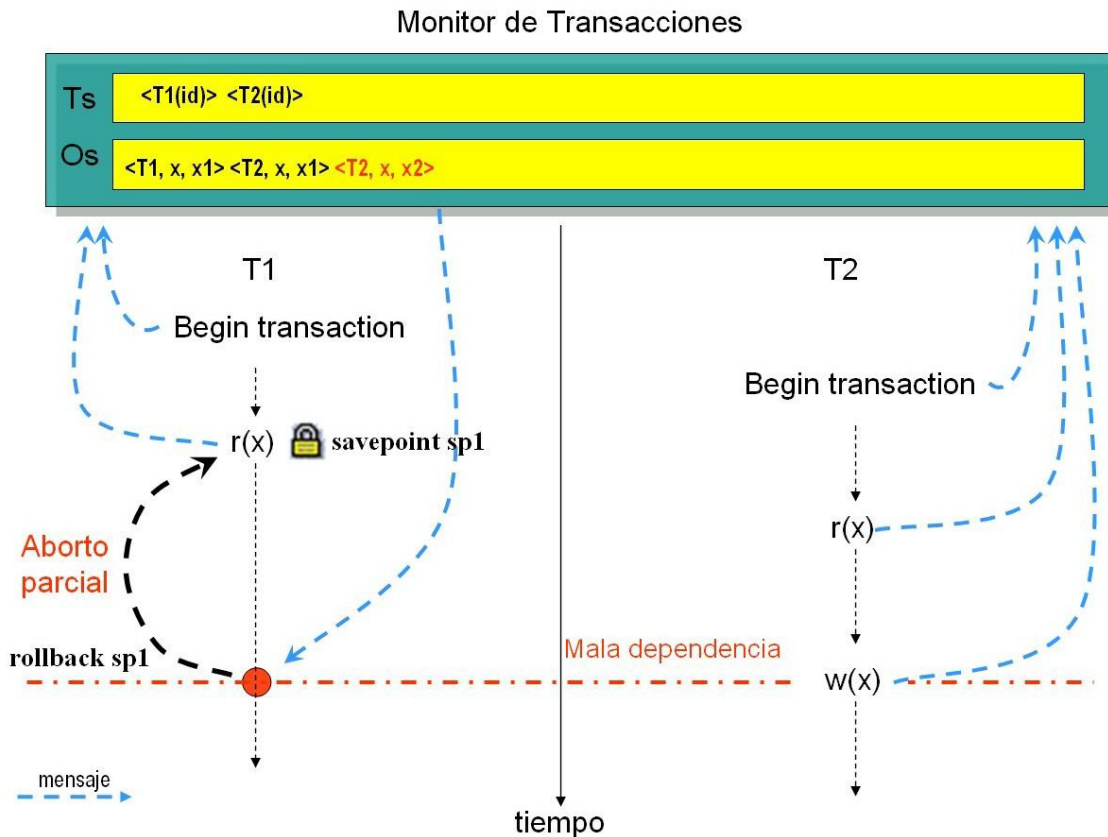 Monitor de Transacciones
Ts
<T1(id)> <T2(id)>
Os
<T1, x, x1> <T2, x, x1> <T2, x, x2>
T1
T2
Begin transaction
Begin transaction
r(x)
savepoint sp1
r(x)
Aborto
parcial
rollback sp1
Mala dependencia
w(x)
mensaje
tiempo